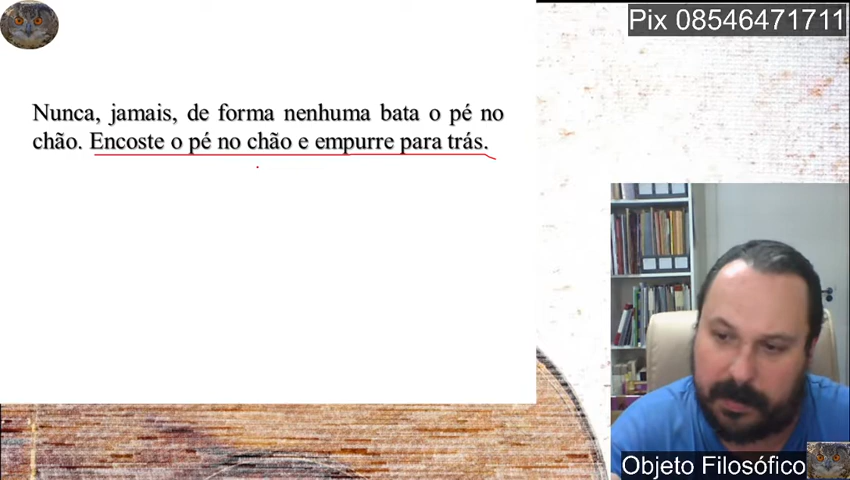 Pix 08546471711
Nunca, jamais, de forma nenhuma bata o pé no
chão. Encoste o pé no chão e empurre para trás.
Objeto Filosófico